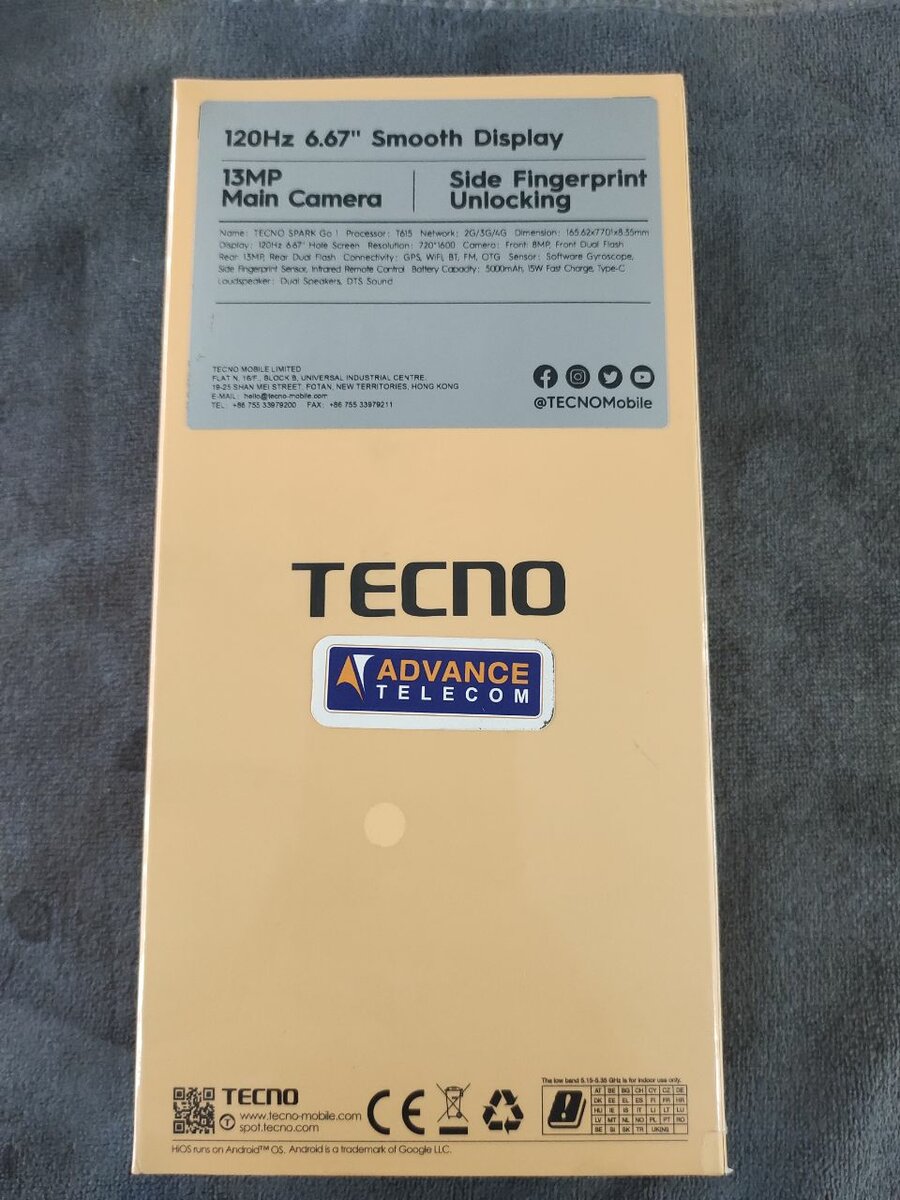 120Hz 6.67" Smooth Display
13MP
Main Camera
Side Fingerprint
Unlocking
Name: TECNO SPARK Go 1 Processor: T615 Network: 2G/3G/4G Dimension: 165.62x77.01x8.35mm
Display: 120Hz 6.67" Hole Screen Resolution: 720*1600 Camera: Front: 8MP, Front Dual Flash
Rear: 13MP, Rear Dual Flash Connectivity: GPS, WiFi, BT, FM, OTG Sensor: Software Gyroscope,
Side Fingerprint Sensor, Infrared Remote Control Battery Capacity: 5000mAh, 15W Fast Charge, Type-C
Loudspeaker: Dual Speakers, DTS Sound
TECNO MOBILE LIMITED
FLAT N, 16/F., BLOCK B, UNIVERSAL INDUSTRIAL CENTRE,
19-25 SHAN MEI STREET, FOTAN, NEW TERRITORIES, HONG KONG
E-MAIL: hello@tecno-mobile.com
TEL: +86 755 33979200 FAX: +86 755 33979211
@TECNOMobile
TECNO
ADVANCE
TELECOM
TECNO
www.tecno-mobile.com
spot.tecno.com
CE
The low band 5.15-5.35 GHz is for indoor use only.
AT BE BG CH CY CZ DE
DK EE EL ES FI FR HR
HU IE IS IT LI LT LU
LV MT NL NO PL PT RO
SE SI SK TR UK(NI)
HiOS runs on Android™ OS. Android is a trademark of Google LLC.